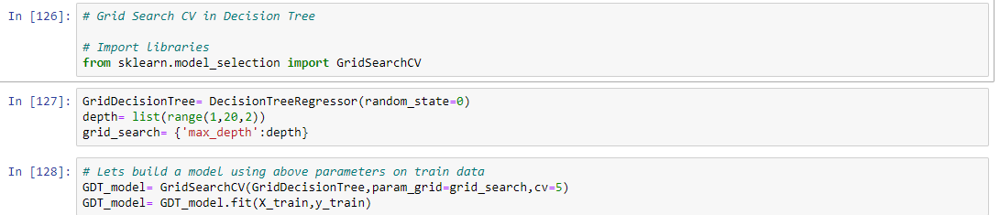 In [126]: # Grid Search CV in Decision Tree
# Import libraries
from sklearn.model_selection import GridSearchCV
In [127]: GridDecisionTree= DecisionTreeRegressor(random_state=0)
depth= list(range(1,20,2))
grid_search= {'max_depth':depth}
In [128]: # Lets build a model using above parameters on train data
GDT_model= GridSearchCV(GridDecisionTree,param_grid=grid_search,cv=5)
GDT_model= GDT_model.fit(X_train,y_train)